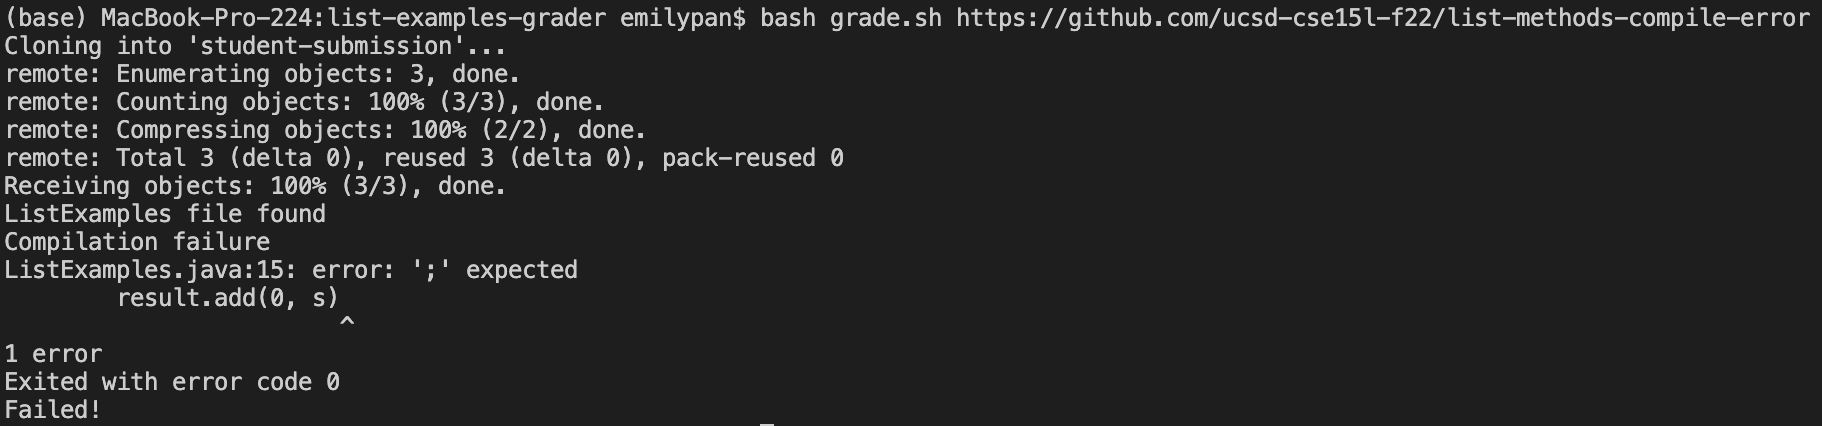 (base) MacBook-Pro-224:list-examples-grader emilypan$ bash grade.sh https://github.com/ucsd-cse15l-f22/list-methods-compile-error
Cloning into 'student-submission'...
remote: Enumerating objects: 3, done.
remote: Counting objects: 100% (3/3), done.
remote: Compressing objects: 100% (2/2), done.
remote: Total 3 (delta 0), reused 3 (delta 0), pack-reused 0
Receiving objects: 100% (3/3), done.
ListExamples file found
Compilation failure
ListExamples.java:15: error: ';' expected
        result.add(0, s)
                        ^
1 error
Exited with error code 0
Failed!